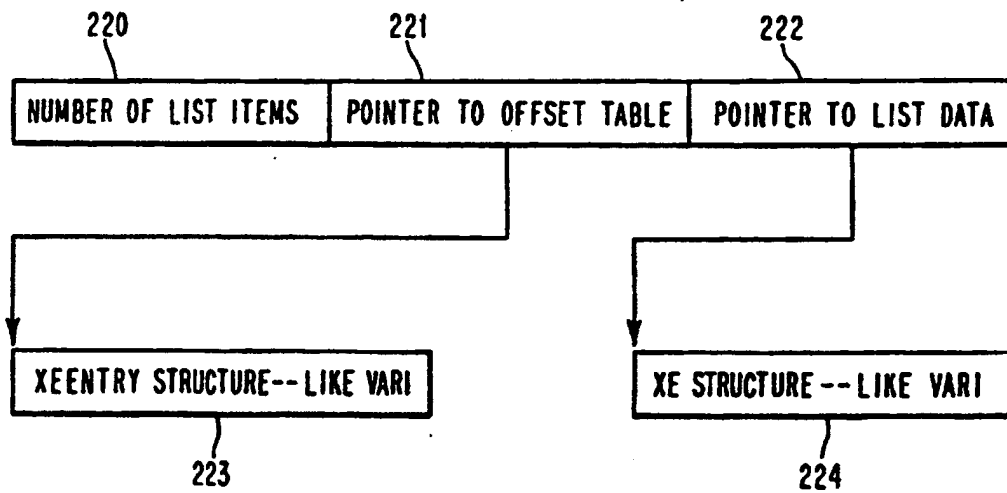 220 221 222
NUMBER OF LIST ITEMS POINTER TO OFFSET TABLE POINTER TO LIST DATA
XEENTRY STRUCTURE--LIKE VARI XE STRUCTURE--LIKE VARI
223 224